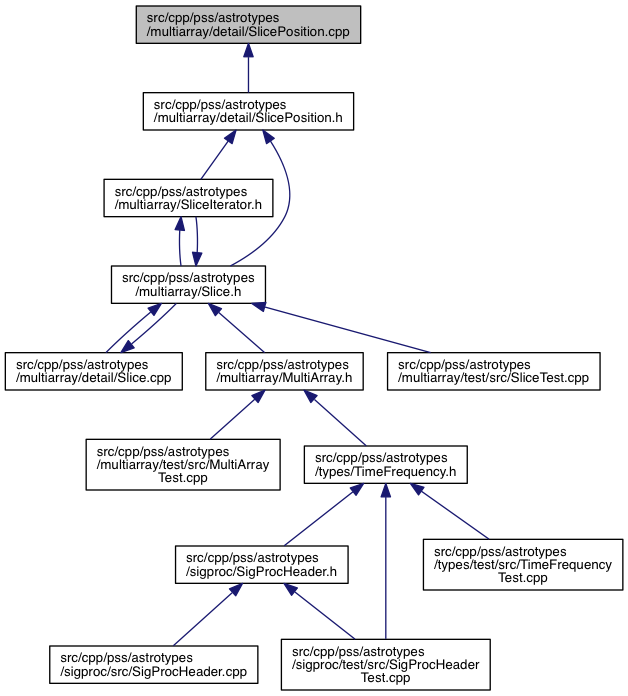 src/cpp/pss/astrotypes
/multiarray/detail/SlicePosition.cpp
src/cpp/pss/astrotypes
/multiarray/detail/SlicePosition.h
src/cpp/pss/astrotypes
/multiarray/SliceIterator.h
src/cpp/pss/astrotypes
/multiarray/Slice.h
src/cpp/pss/astrotypes
/multiarray/detail/Slice.cpp
src/cpp/pss/astrotypes
/multiarray/MultiArray.h
src/cpp/pss/astrotypes
/multiarray/test/src/SliceTest.cpp
src/cpp/pss/astrotypes
/multiarray/test/src/MultiArray
Test.cpp
src/cpp/pss/astrotypes
/types/TimeFrequency.h
src/cpp/pss/astrotypes
/sigproc/SigProcHeader.h
src/cpp/pss/astrotypes
/types/test/src/TimeFrequency
Test.cpp
src/cpp/pss/astrotypes
/sigproc/src/SigProcHeader.cpp
src/cpp/pss/astrotypes
/sigproc/test/src/SigProcHeader
Test.cpp